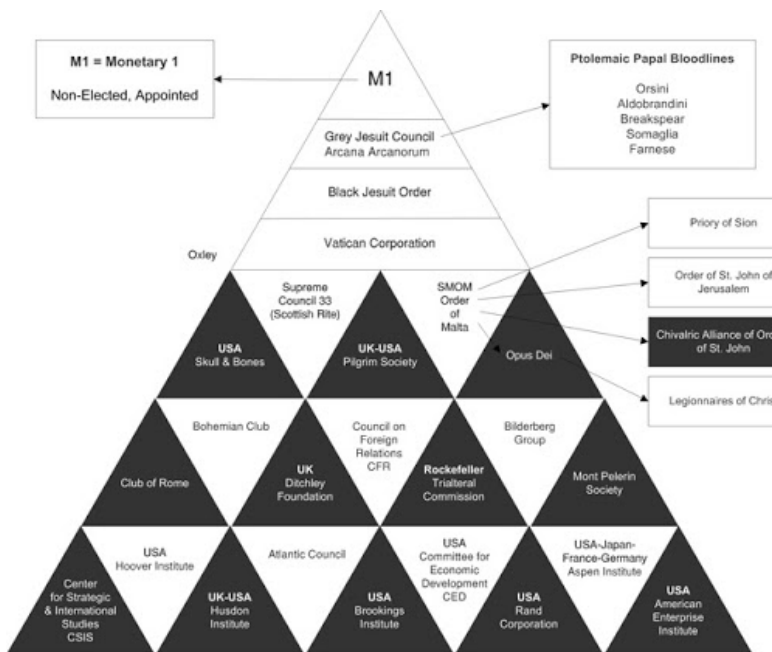 M1 = Monetary 1
Non-Elected, Appointed
M1
Ptolemaic Papal Bloodlines
Orsini
Aldobrandini
Breakspear
Somaglia
Farnese
Grey Jesuit Council
Arcana Arcanorum
Black Jesuit Order
Vatican Corporation
Oxley
Priory of Sion
Order of St. John of
Jerusalem
Chivalric Alliance of Ord
of St. John
Legionnaires of Chris
Supreme
Council 33
(Scottish Rite)
SMOM
Order
of
Malta
USA
Skull & Bones
UK-USA
Pilgrim Society
Opus Dei
Bohemian Club
Council on
Foreign
Relations
CFR
Bilderberg
Group
Club of Rome
UK
Ditchley
Foundation
Rockefeller
Trialteral
Commission
Mont Pelerin
Society
USA
Hoover Institute
Atlantic Council
USA
Committee for
Economic
Development
CED
USA-Japan-
France-Germany
Aspen Institute
Center
for Strategic
& International
Studies
CSIS
UK-USA
Husdon
Institute
USA
Brookings
Institute
USA
Rand
Corporation
USA
American
Enterprise
Institute